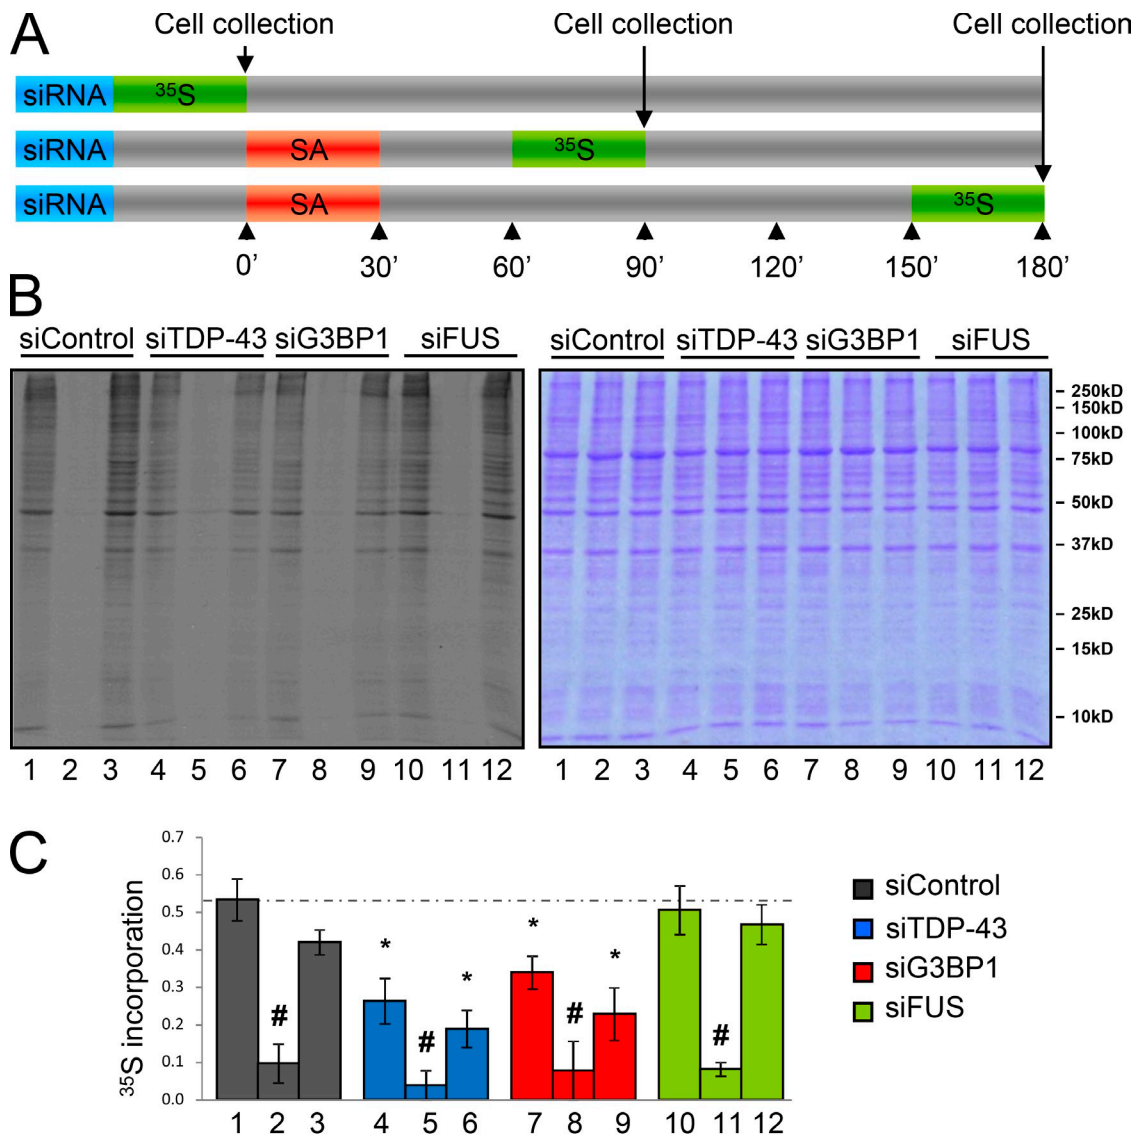 A
Cell collection Cell collection Cell collection
siRNA 35S
siRNA SA 35S
siRNA SA 35S
0’ 30’ 60’ 90’ 120’ 150’ 180’
B
siControl siTDP-43 siG3BP1 siFUS siControl siTDP-43 siG3BP1 siFUS
250kD
150kD
100kD
75kD
50kD
37kD
25kD
15kD
10kD
1 2 3 4 5 6 7 8 9 10 11 12 1 2 3 4 5 6 7 8 9 10 11 12
C
35S incorporation
0.7
0.6
0.5
0.4
0.3
0.2
0.1
0.0
# * # * * # * #
1 2 3 4 5 6 7 8 9 10 11 12
siControl
siTDP-43
siG3BP1
siFUS